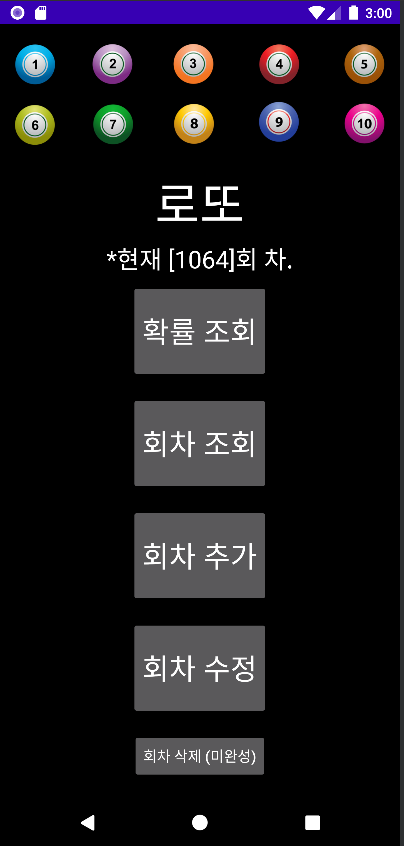 3:00
1 2 3 4 5
6 7 8 9 10
로또
*현재 [1064]회 차.
확률 조회
회차 조회
회차 추가
회차 수정
회차 삭제 (미완성)